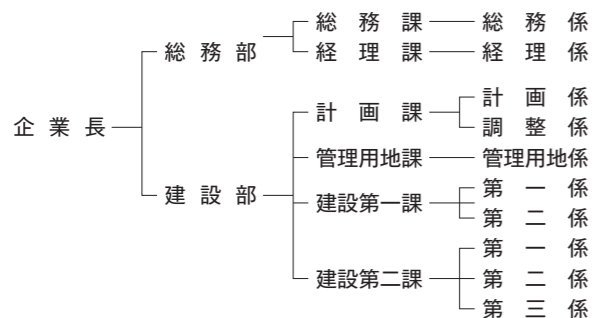 総務課 総務係
総務部
経理課 経理係
計画係
計画課
企業長
調整係
管理用地課 管理用地係
建設部
第一係
建設第一課
第二係
第一係
建設第二課 第二係
第三係